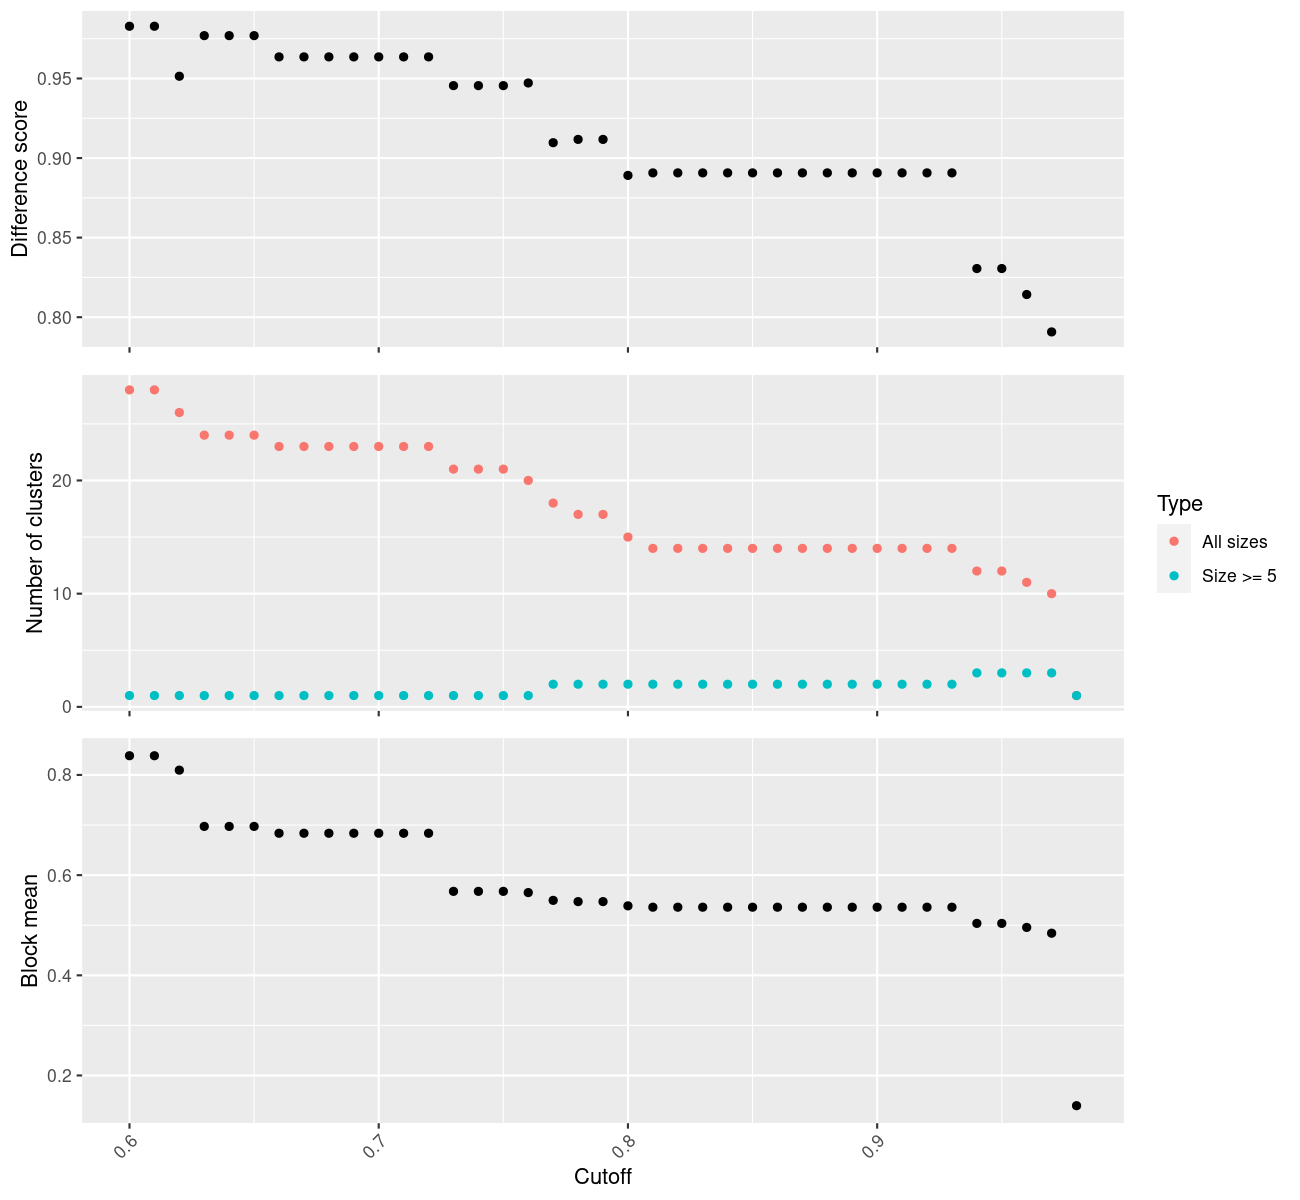 Difference score
0.95
0.90
0.85
0.80
Number of clusters
20
10
0
Type
All sizes
Size >= 5
Block mean
0.8
0.6
0.4
0.2
0.6
0.7
0.8
0.9
Cutoff